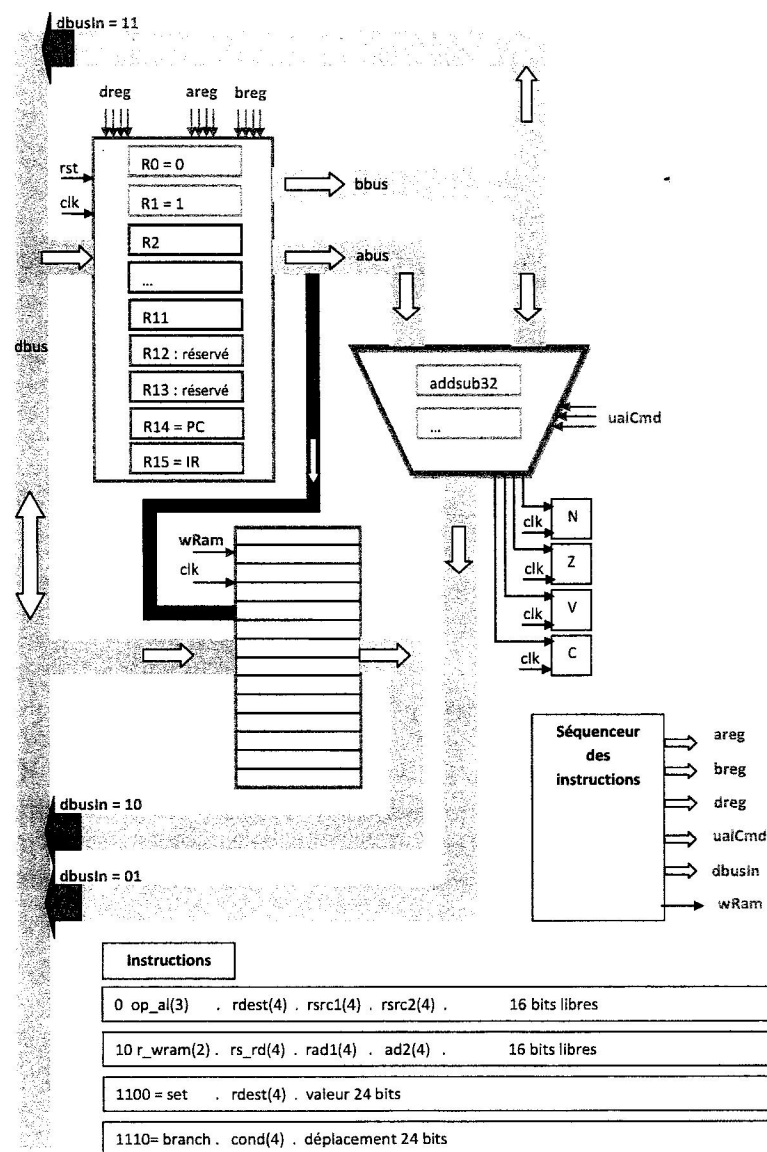 dbusIn = 11
dreg areg breg
rst
clk
R0 = 0
R1 = 1
R2
...
R11
R12 : réservé
R13 : réservé
R14 = PC
R15 = IR
bbus
abus
dbus
addsub32
...
ualCmd
wRam
clk
clk N
clk Z
clk V
clk C
Séquenceur
des
instructions
areg
breg
dreg
ualCmd
dbusIn
wRam
dbusIn = 10
dbusIn = 01
Instructions
0 op_al(3) . rdest(4) . rsrc1(4) . rsrc2(4) . 16 bits libres
10 r_wram(2) . rs_rd(4) . rad1(4) . ad2(4) . 16 bits libres
1100 = set . rdest(4) . valeur 24 bits
1110= branch . cond(4) . déplacement 24 bits